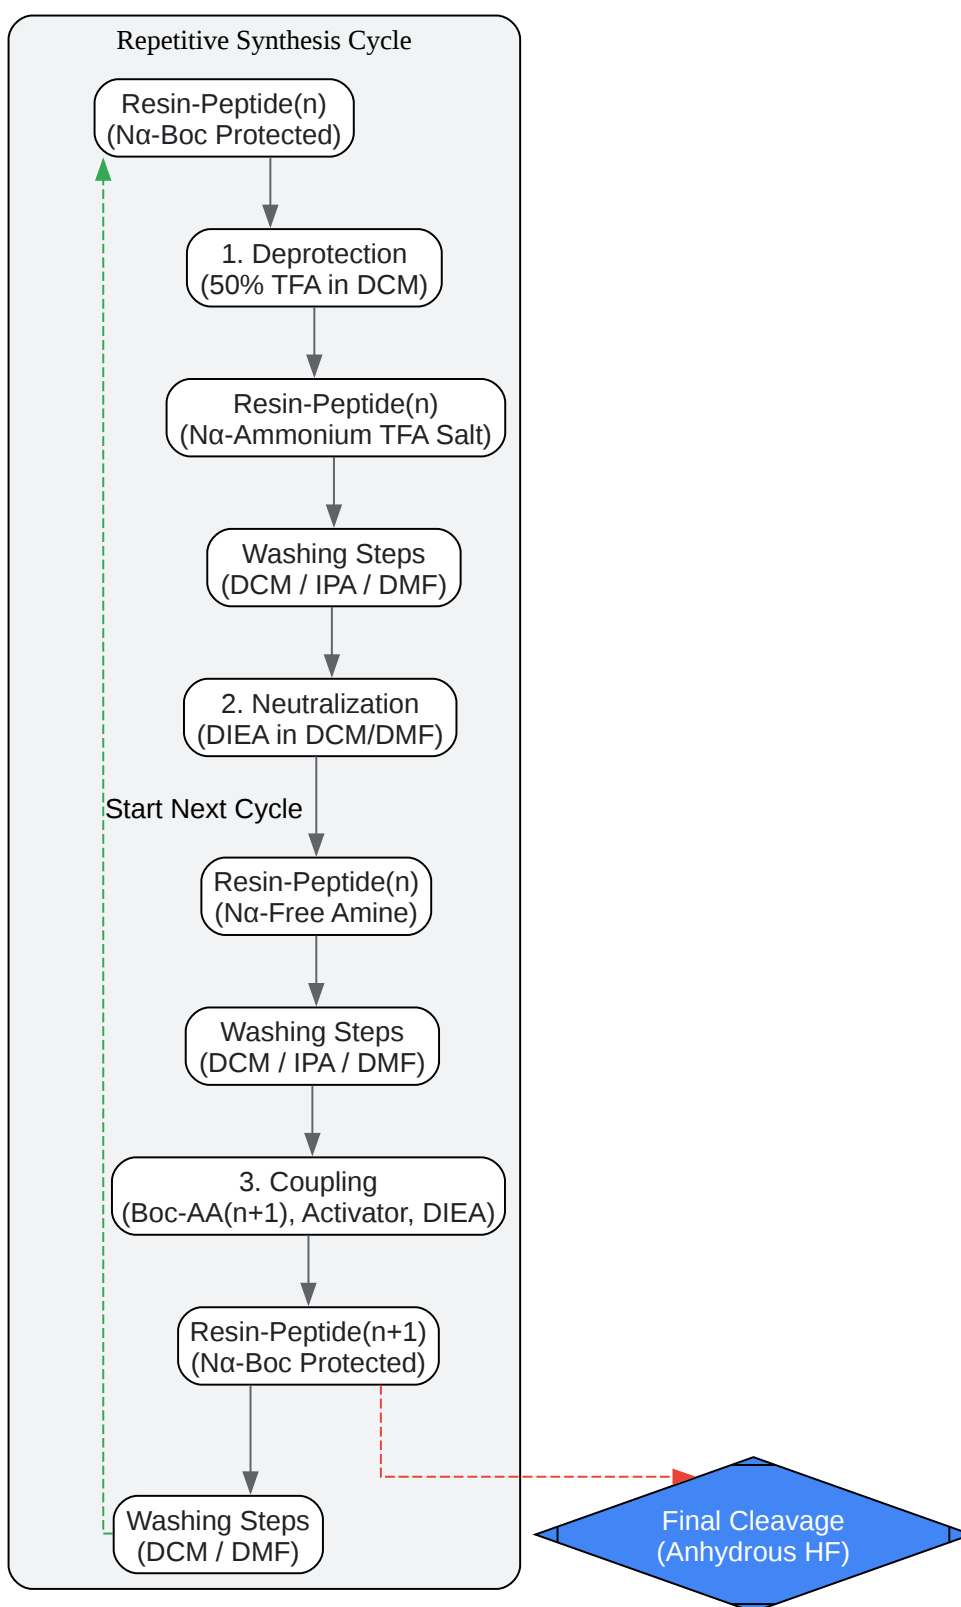 Repetitive Synthesis Cycle
Resin-Peptide(n)
(Nα-Boc Protected)
1. Deprotection
(50% TFA in DCM)
Resin-Peptide(n)
(Nα-Ammonium TFA Salt)
Washing Steps
(DCM / IPA / DMF)
2. Neutralization
(DIEA in DCM/DMF)
Start Next Cycle
Resin-Peptide(n)
(Nα-Free Amine)
Washing Steps
(DCM / IPA / DMF)
3. Coupling
(Boc-AA(n+1), Activator, DIEA)
Resin-Peptide(n+1)
(Nα-Boc Protected)
Washing Steps
(DCM / DMF)
Final Cleavage
(Anhydrous HF)